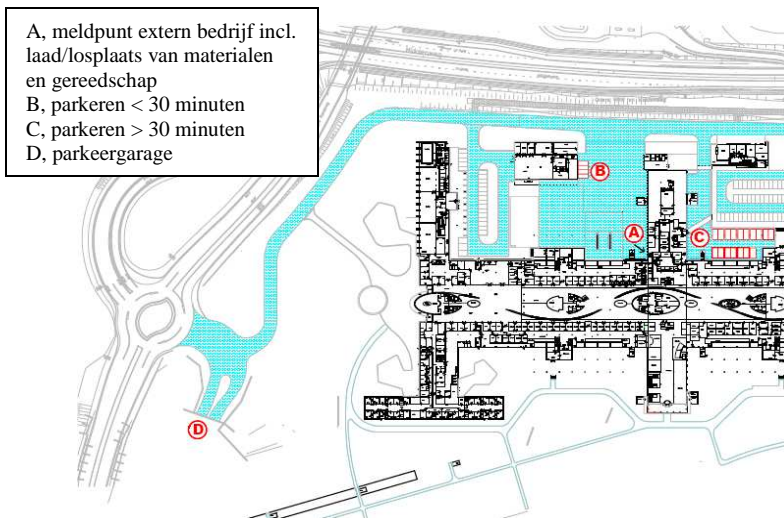 A, meldpunt extern bedrijf incl.
laad/losplaats van materialen
en gereedschap
B, parkeren < 30 minuten
C, parkeren > 30 minuten
D, parkeergarage
B
A
C
D